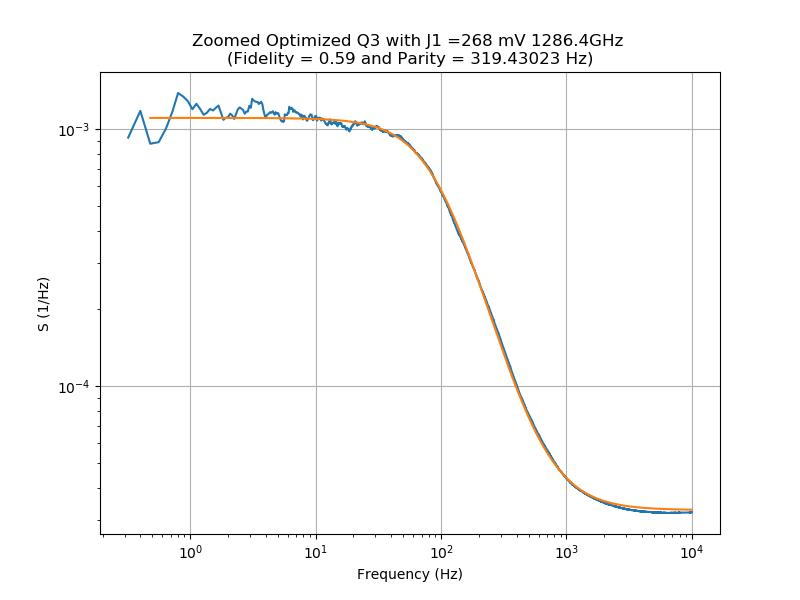 Zoomed Optimized Q3 with J1 =268 mV 1286.4GHz
(Fidelity = 0.59 and Parity = 319.43023 Hz)
S (1/Hz)
10⁻³
10⁻⁴
10⁰ 10¹ 10² 10³ 10⁴
Frequency (Hz)